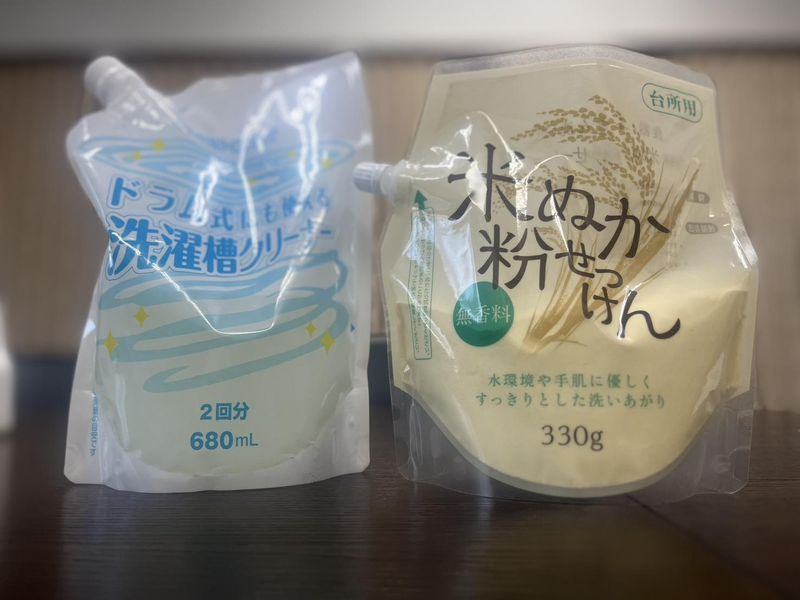 ドラム式にも使える
洗濯槽クリーナー
2回分
680mL
台所用
米ぬか
粉せっけん
無香料
水環境や手肌に優しく
すっきりとした洗いあがり
330g